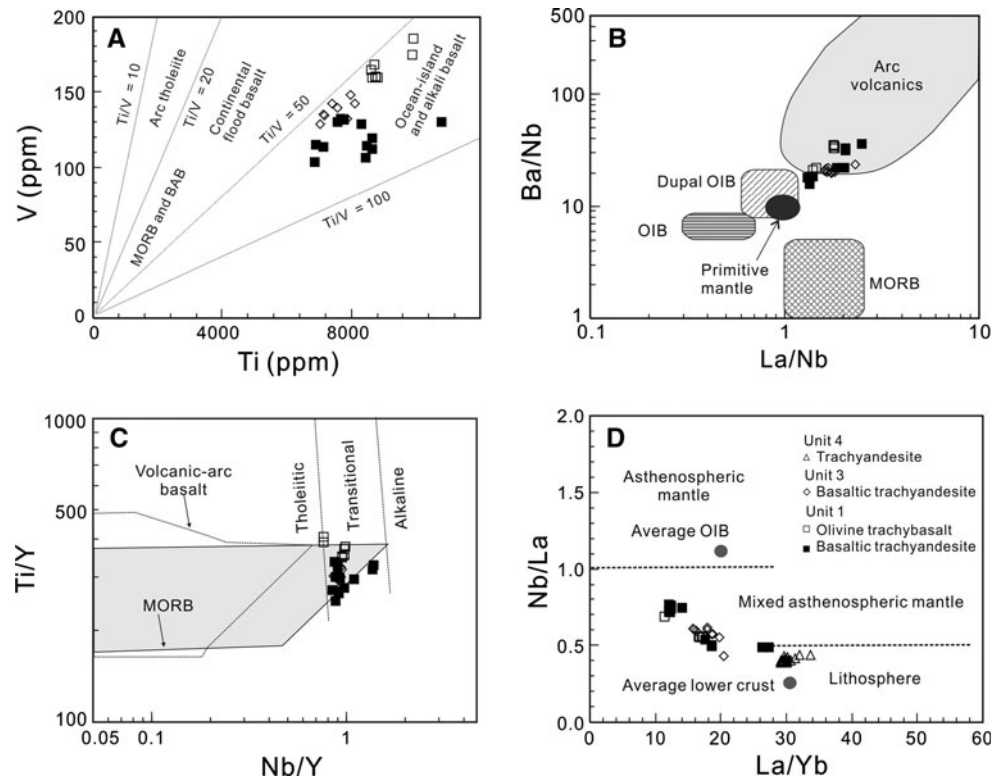 A
V (ppm)
200
150
100
50
0
0
4000
8000
Ti (ppm)
Ti/V = 10
Arc tholeiite
Ti/V = 20
Continental
flood basalt
Ti/V = 50
Ocean-island
and alkali basalt
MORB and BAB
Ti/V = 100
B
Ba/Nb
500
100
10
1
0.1
1
10
La/Nb
Arc
volcanics
Dupal OIB
OIB
Primitive
mantle
MORB
C
Ti/Y
1000
500
100
0.05
0.1
1
Nb/Y
Volcanic-arc
basalt
Tholeiitic
Transitional
Alkaline
MORB
D
Nb/La
2.0
1.5
1.0
0.5
0.0
0
10
20
30
40
50
60
La/Yb
Unit 4
Trachyandesite
Unit 3
Basaltic trachyandesite
Unit 1
Olivine trachybasalt
Basaltic trachyandesite
Asthenospheric
mantle
Average OIB
Mixed asthenospheric mantle
Average lower crust
Lithosphere